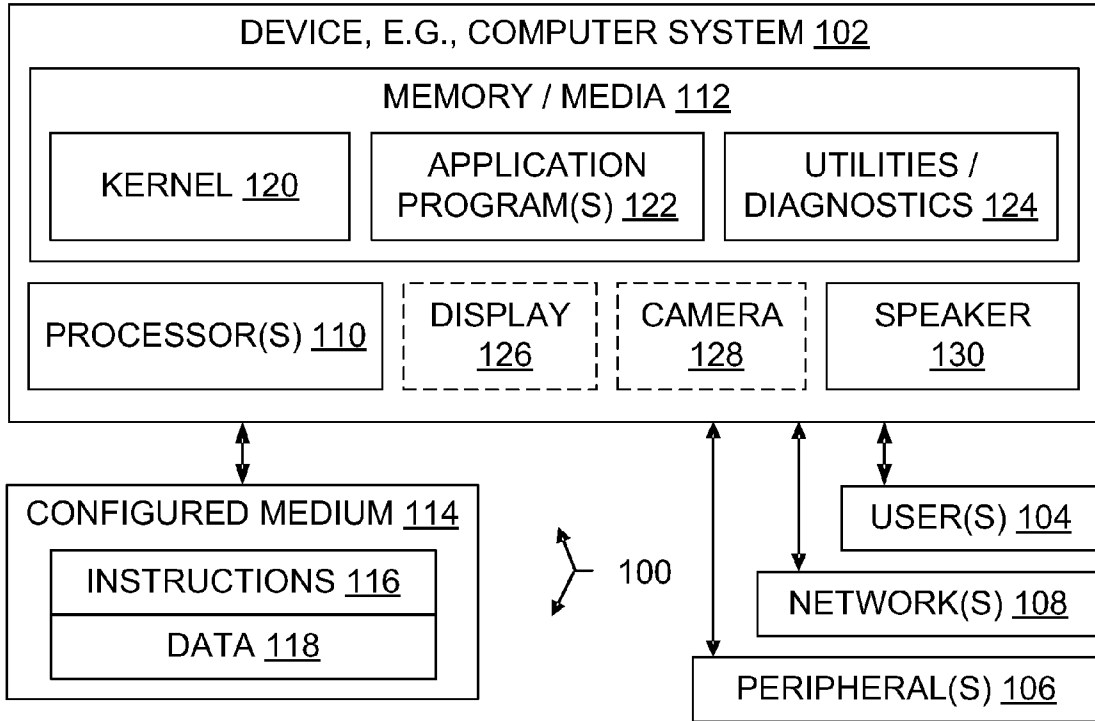 DEVICE, E.G., COMPUTER SYSTEM 102
MEMORY / MEDIA 112
KERNEL 120
APPLICATION
PROGRAM(S) 122
UTILITIES /
DIAGNOSTICS 124
PROCESSOR(S) 110
DISPLAY
126
CAMERA
128
SPEAKER
130
CONFIGURED MEDIUM 114
INSTRUCTIONS 116
DATA 118
100
USER(S) 104
NETWORK(S) 108
PERIPHERAL(S) 106